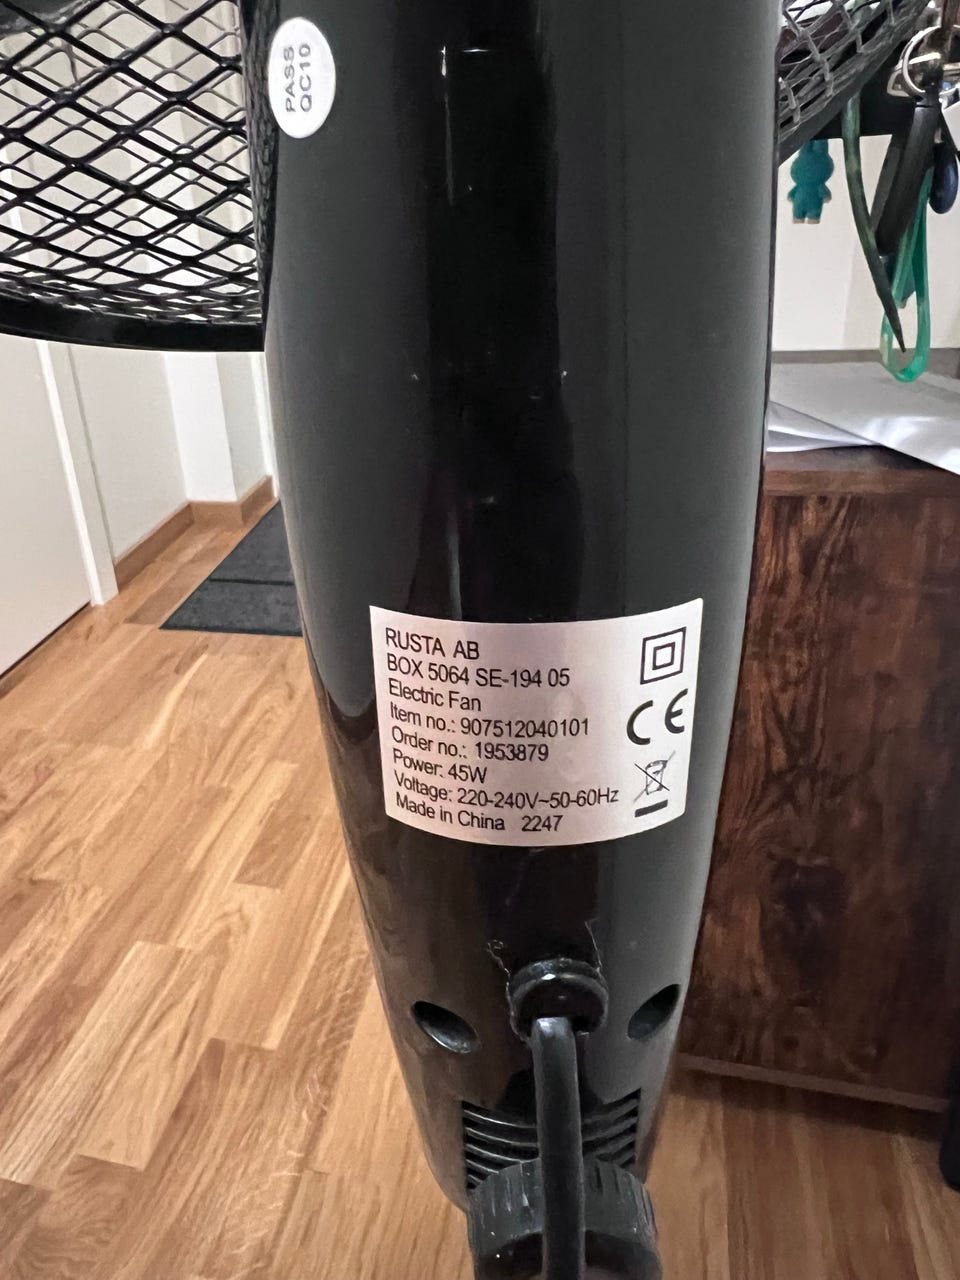 PASS
QC10
RUSTA AB
BOX 5064 SE-194 05
Electric Fan
Item no.: 907512040101
Order no.: 1953879
Power: 45W
Voltage: 220-240V~50-60Hz
Made in China 2247
CE